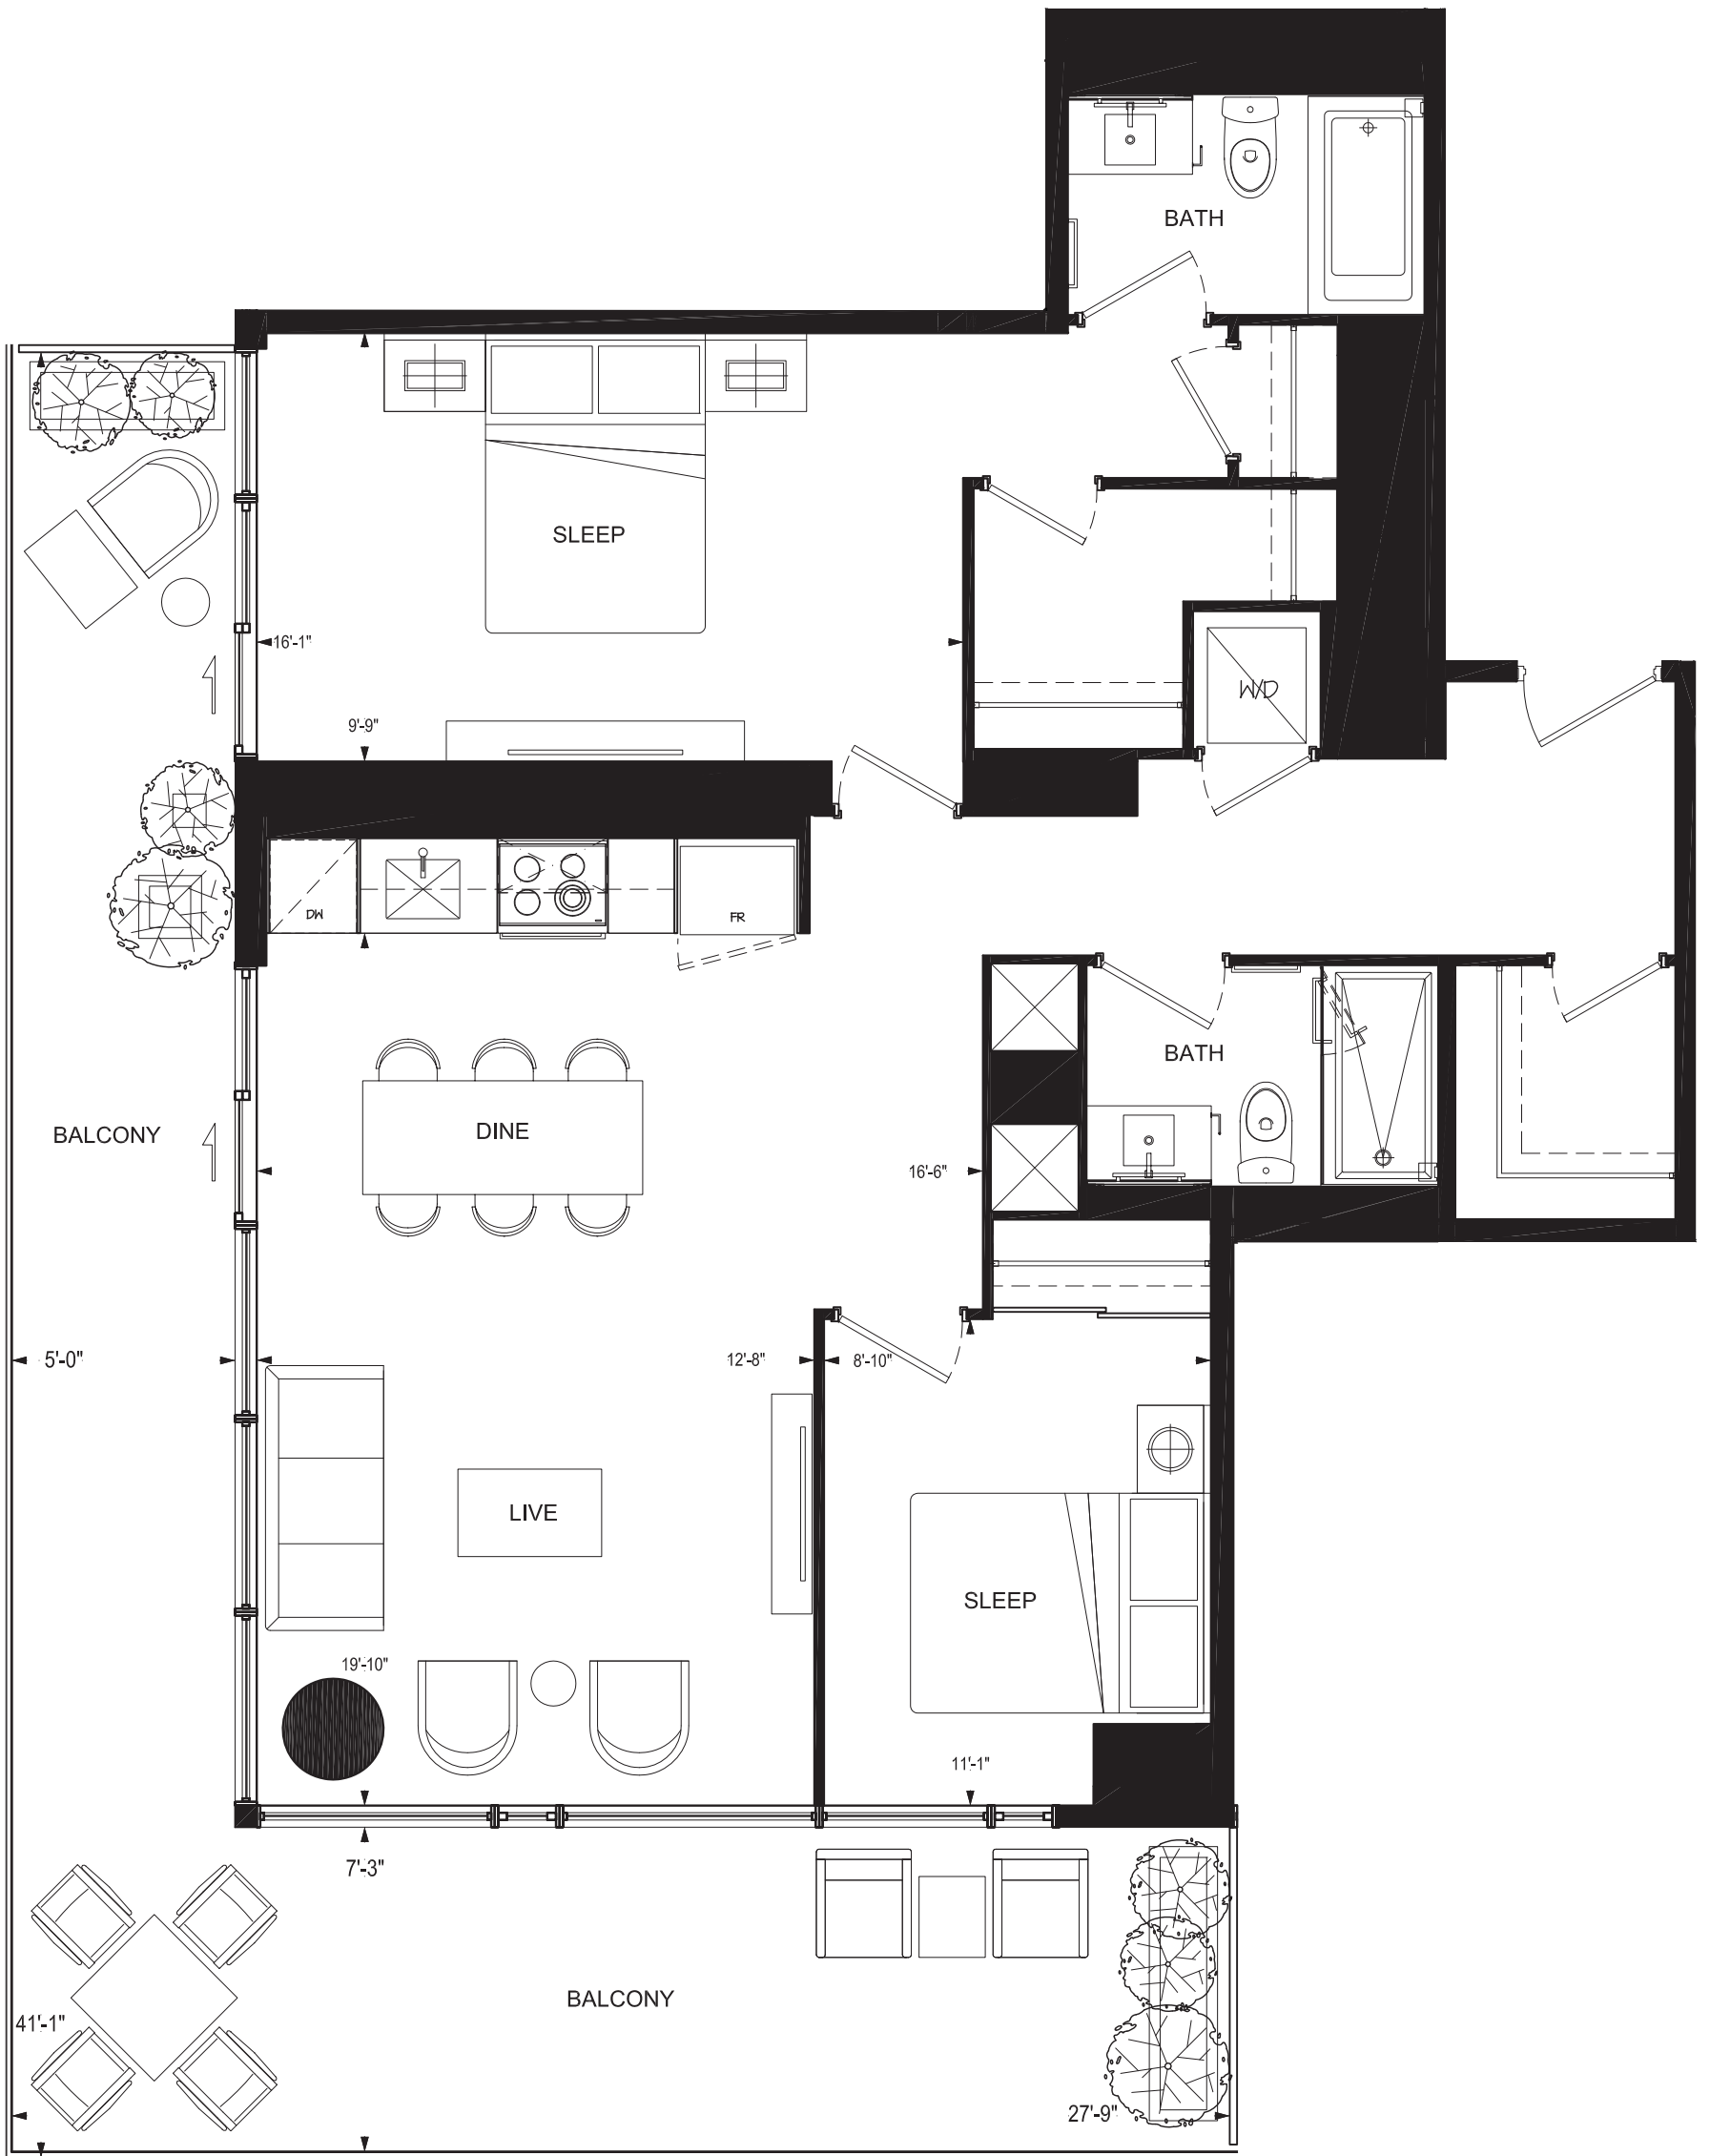 BATH
SLEEP
16'-1"
W/D
9'-9"
DW
FR
BATH
DINE
BALCONY
16'-6"
5'-0"
12'-8"
8'-10"
LIVE
SLEEP
19'-10"
11'-1"
7'-3"
BALCONY
41'-1"
27'-9"